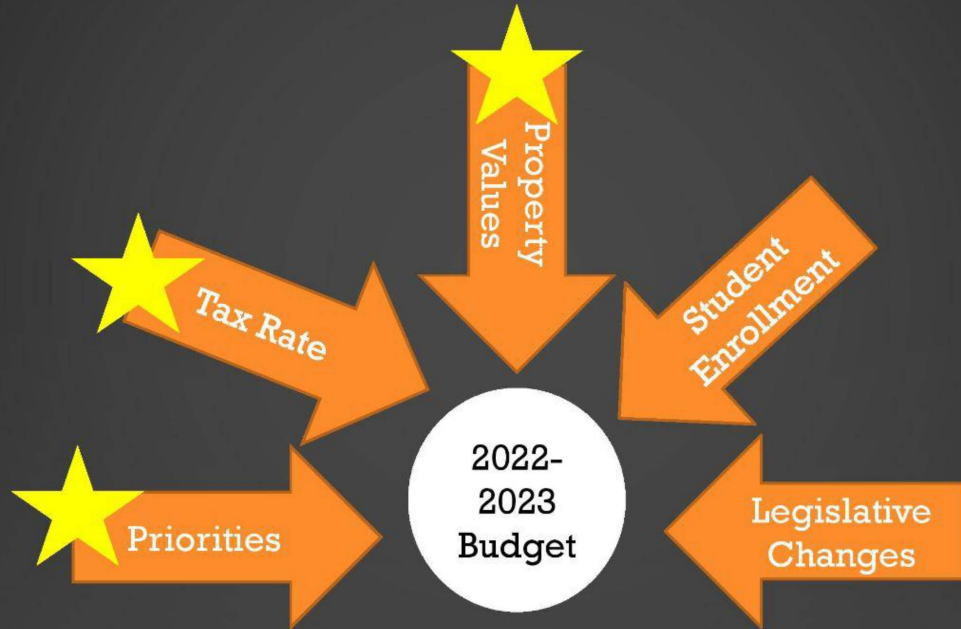 Property
Values
Tax Rate
Student
Enrollment
Priorities
2022-
2023
Budget
Legislative
Changes